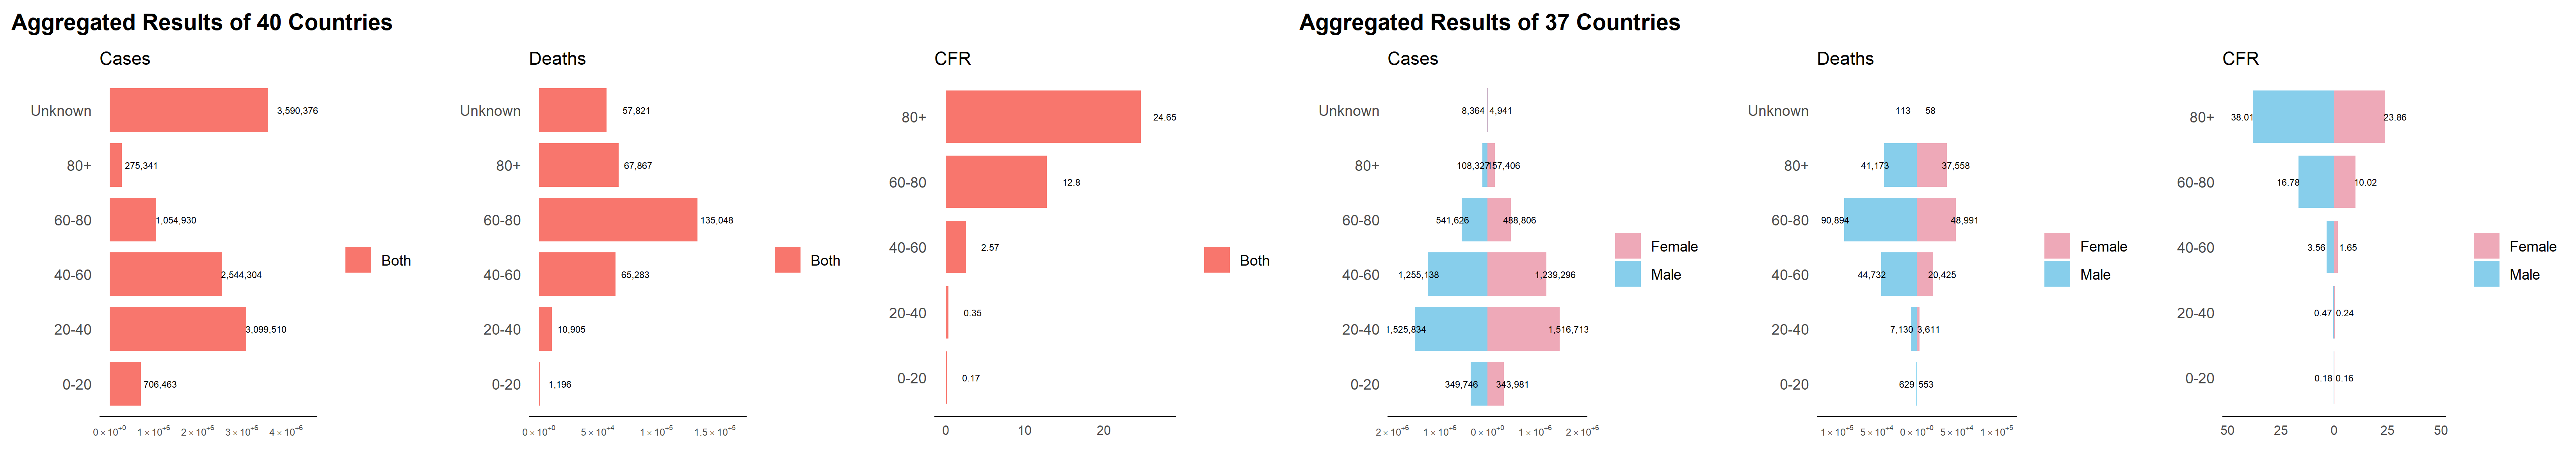 Aggregated Results of 40 Countries
Cases
Unknown 3,590,376
80+ 275,341
60-80 1,054,930
40-60 2,544,304
20-40 3,099,510
0-20 706,463
0×10⁺⁰ 1×10⁺⁶ 2×10⁺⁶ 3×10⁺⁶ 4×10⁺⁶
Both
Deaths
Unknown 57,821
80+ 67,867
60-80 135,048
40-60 65,283
20-40 10,905
0-20 1,196
0×10⁺⁰ 5×10⁺⁴ 1×10⁺⁵ 1.5×10⁺⁵
Both
CFR
80+ 24.65
60-80 12.8
40-60 2.57
20-40 0.35
0-20 0.17
0 10 20
Both
Aggregated Results of 37 Countries
Cases
Unknown 8,364 4,941
80+ 108,327 157,406
60-80 541,626 488,806
40-60 1,255,138 1,239,296
20-40 1,525,834 1,516,713
0-20 349,746 343,981
2×10⁺⁶ 1×10⁺⁶ 0×10⁺⁰ 1×10⁺⁶ 2×10⁺⁶
Female
Male
Deaths
Unknown 113 58
80+ 41,173 37,558
60-80 90,894 48,991
40-60 44,732 20,425
20-40 7,130 3,611
0-20 629 553
1×10⁺⁵ 5×10⁺⁴ 0×10⁺⁰ 5×10⁺⁴ 1×10⁺⁵
Female
Male
CFR
80+ 38.01 23.86
60-80 16.78 10.02
40-60 3.56 1.65
20-40 0.47 0.24
0-20 0.18 0.16
50 25 0 25 50
Female
Male